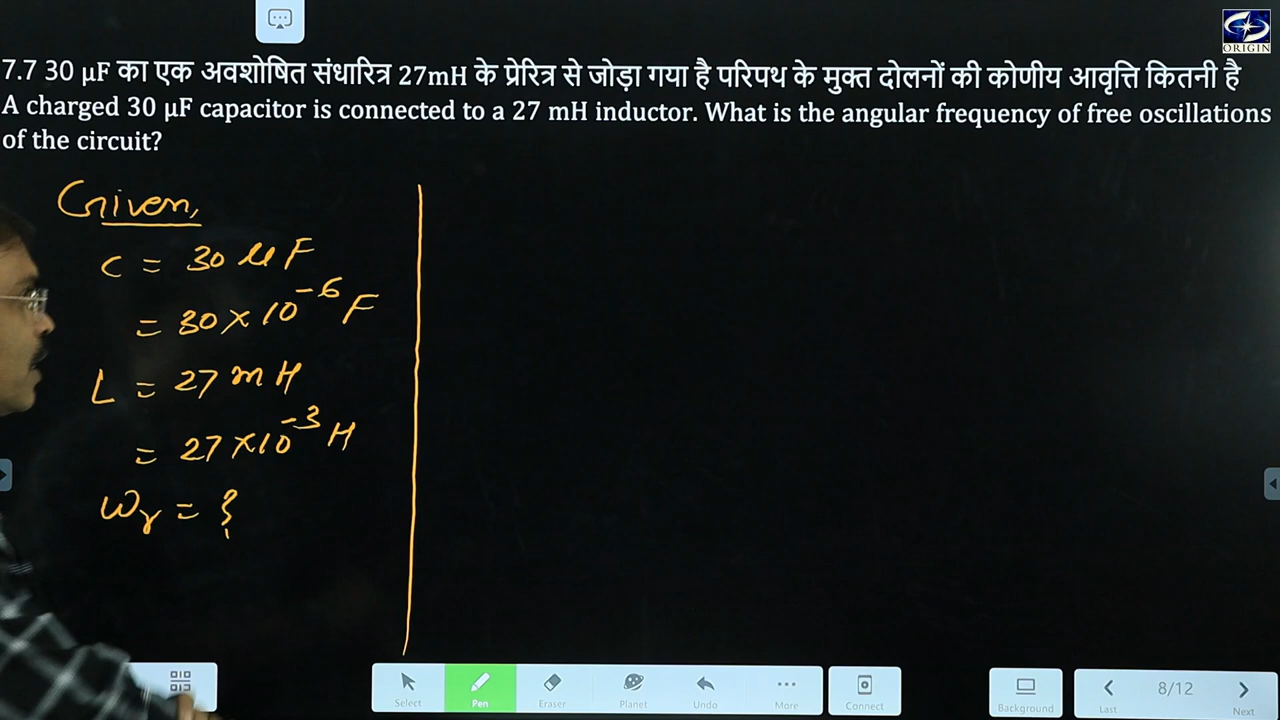 ORIGIN
7.7 30 μF का एक अवशोषित संधारित्र 27mH के प्रेरित्र से जोड़ा गया है परिपथ के मुक्त दोलनों की कोणीय आवृत्ति कितनी है
A charged 30 μF capacitor is connected to a 27 mH inductor. What is the angular frequency of free oscillations
of the circuit?
Given,
C = 30 μF
= 30 × 10⁻⁶ F
L = 27 mH
= 27 × 10⁻³ H
ωᵣ = ?
Select Pen Eraser Planet Undo More Connect Background Last 8/12 Next